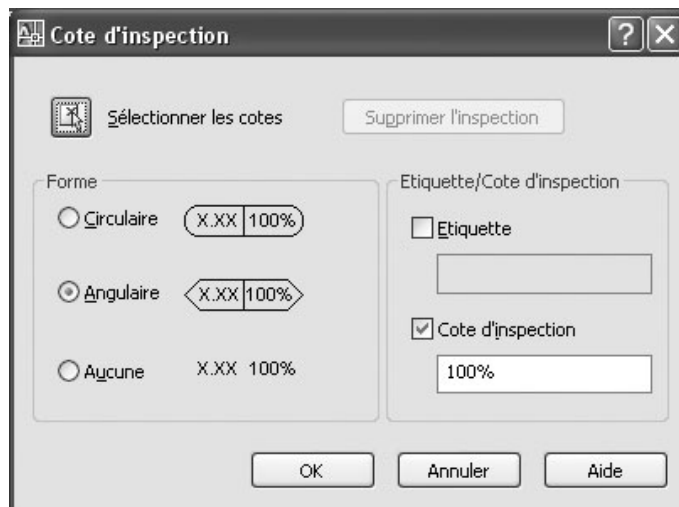 Cote d'inspection
Sélectionner les cotes
Supprimer l'inspection
Forme
Circulaire
X.XX 100%
Angulaire
X.XX 100%
Aucune
X.XX 100%
Etiquette/Cote d'inspection
Etiquette
Cote d'inspection
100%
OK
Annuler
Aide